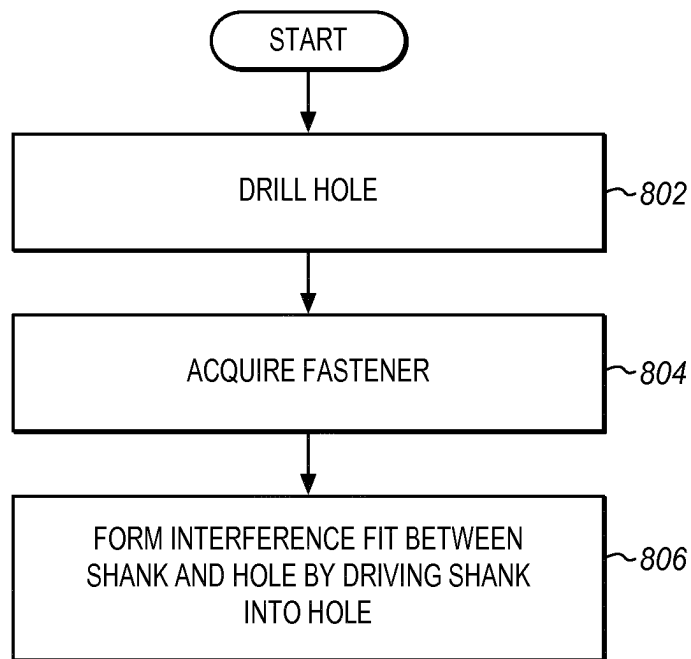 START
DRILL HOLE
802
ACQUIRE FASTENER
804
FORM INTERFERENCE FIT BETWEEN
SHANK AND HOLE BY DRIVING SHANK
INTO HOLE
806